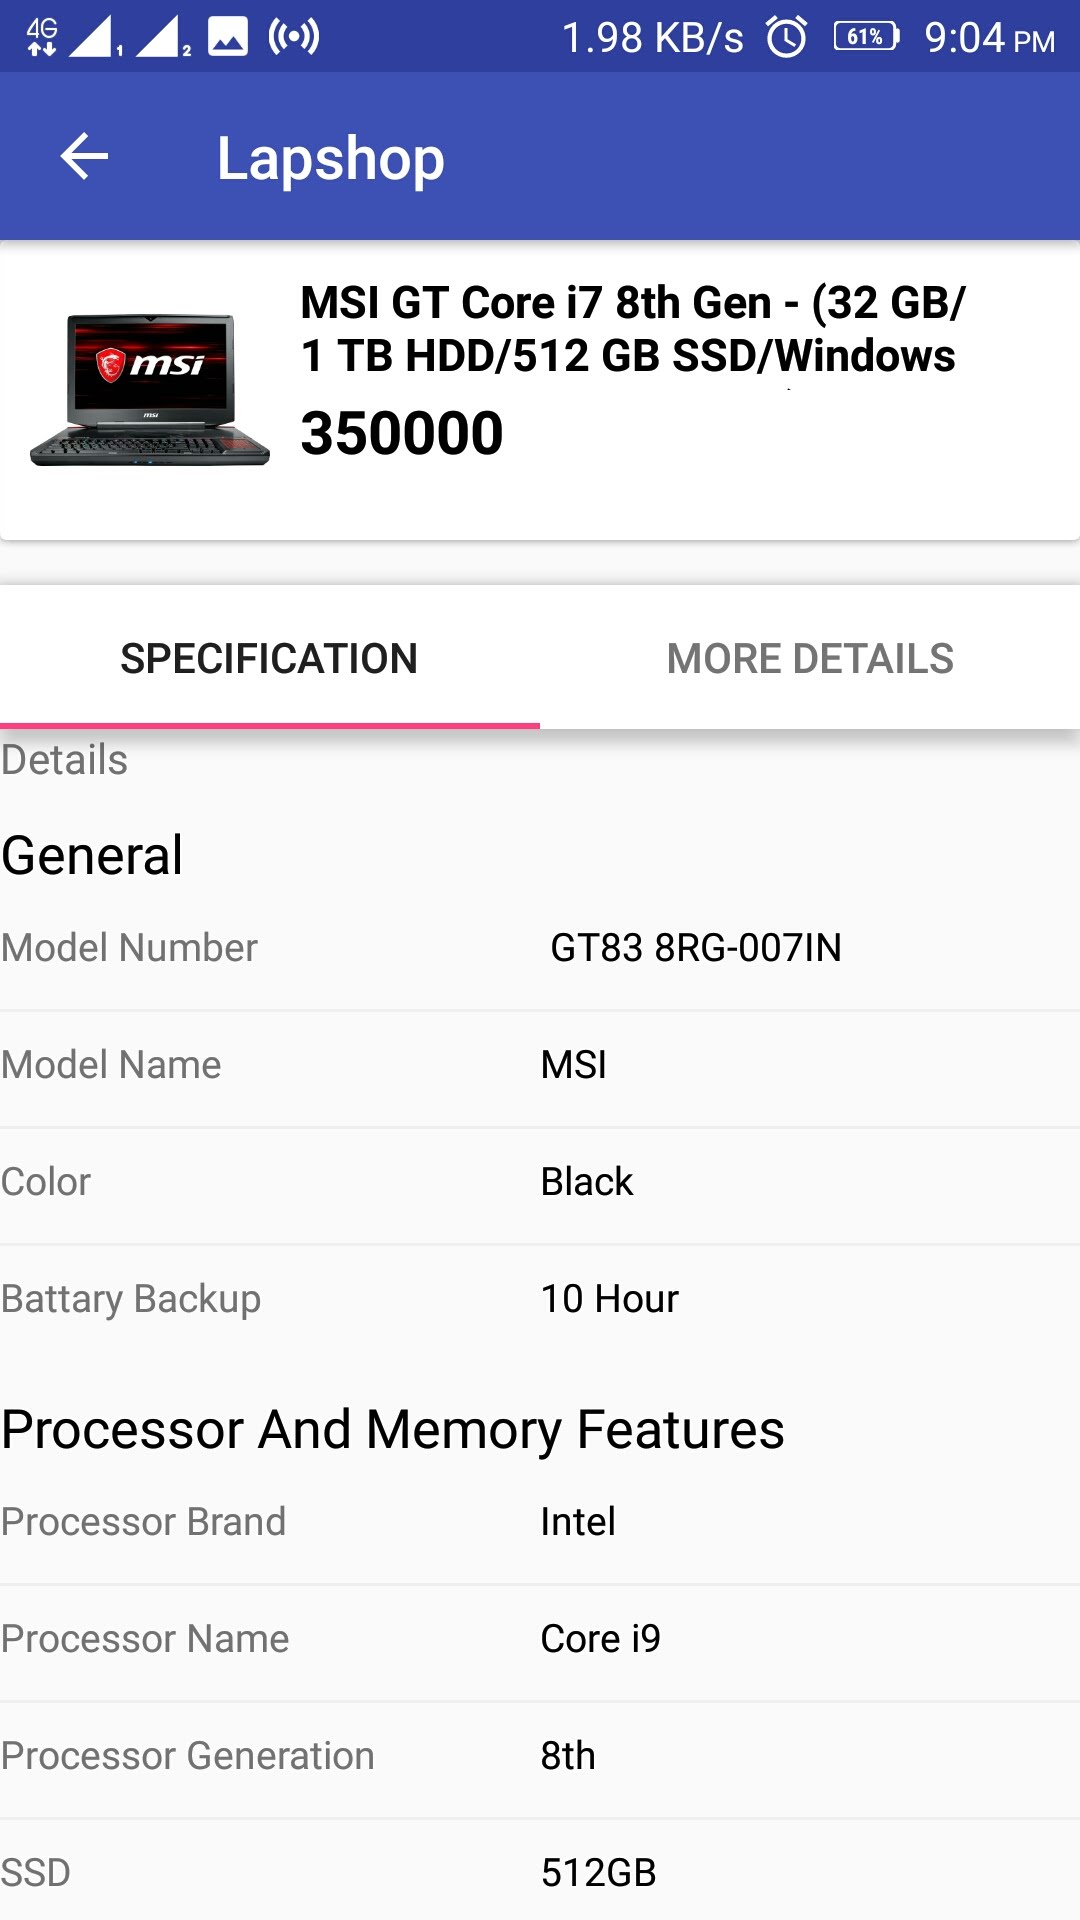 4G 1 2 1.98 KB/s 61% 9:04 PM
Lapshop
MSI GT Core i7 8th Gen - (32 GB/
1 TB HDD/512 GB SSD/Windows
350000
msi
msi
SPECIFICATION MORE DETAILS
Details
General
Model Number GT83 8RG-007IN
Model Name MSI
Color Black
Battary Backup 10 Hour
Processor And Memory Features
Processor Brand Intel
Processor Name Core i9
Processor Generation 8th
SSD 512GB